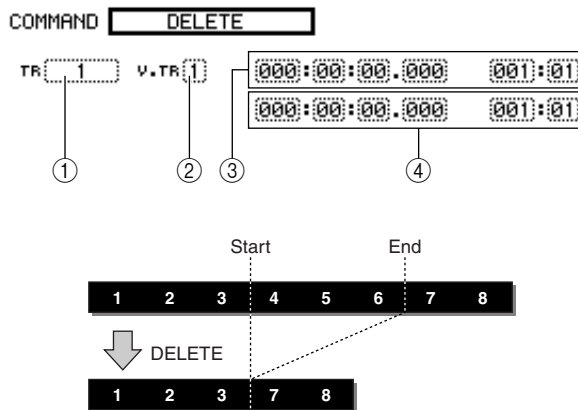 COMMAND DELETE
TR 1 V.TR 1 000:00:00.000 001:01
000:00:00.000 001:01
① ② ③ ④
Start End
1 2 3 4 5 6 7 8
DELETE
1 2 3 7 8